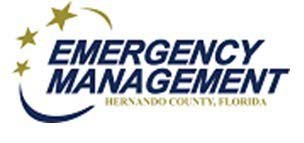 EMERGENCY
MANAGEMENT
HERNANDO COUNTY, FLORIDA